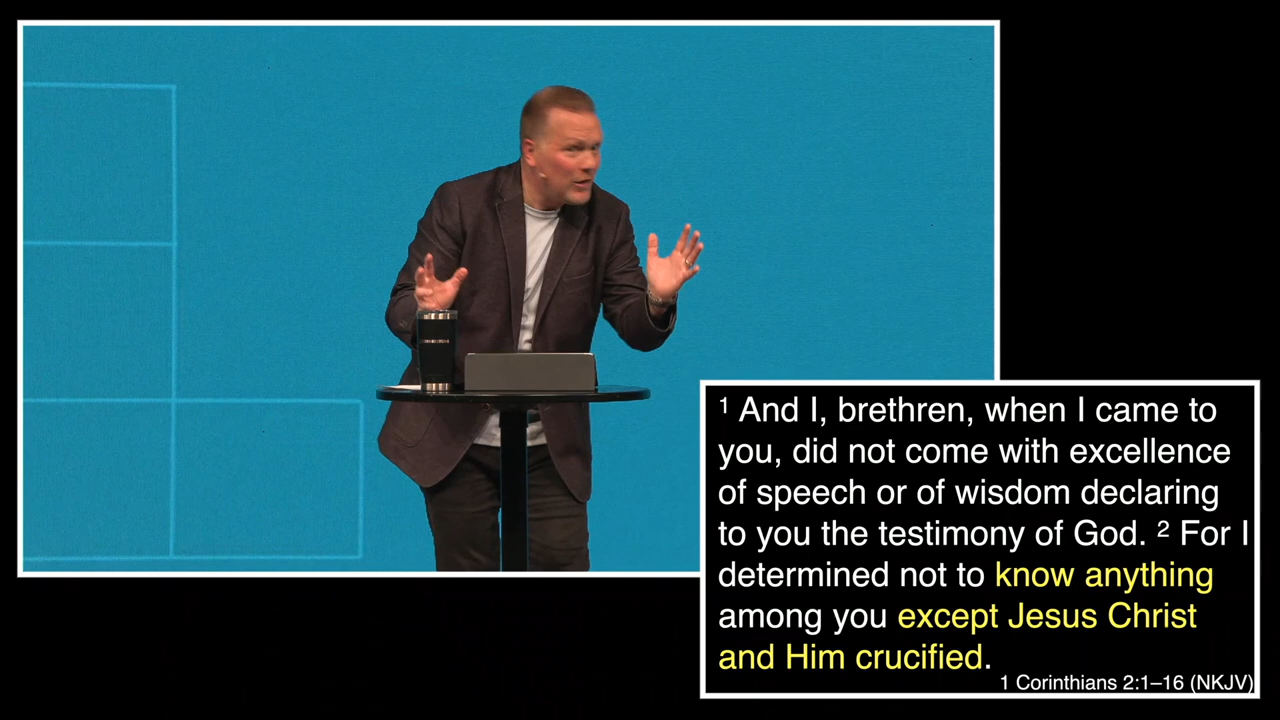 ¹ And I, brethren, when I came to
you, did not come with excellence
of speech or of wisdom declaring
to you the testimony of God. ² For I
determined not to know anything
among you except Jesus Christ
and Him crucified.
1 Corinthians 2:1–16 (NKJV)